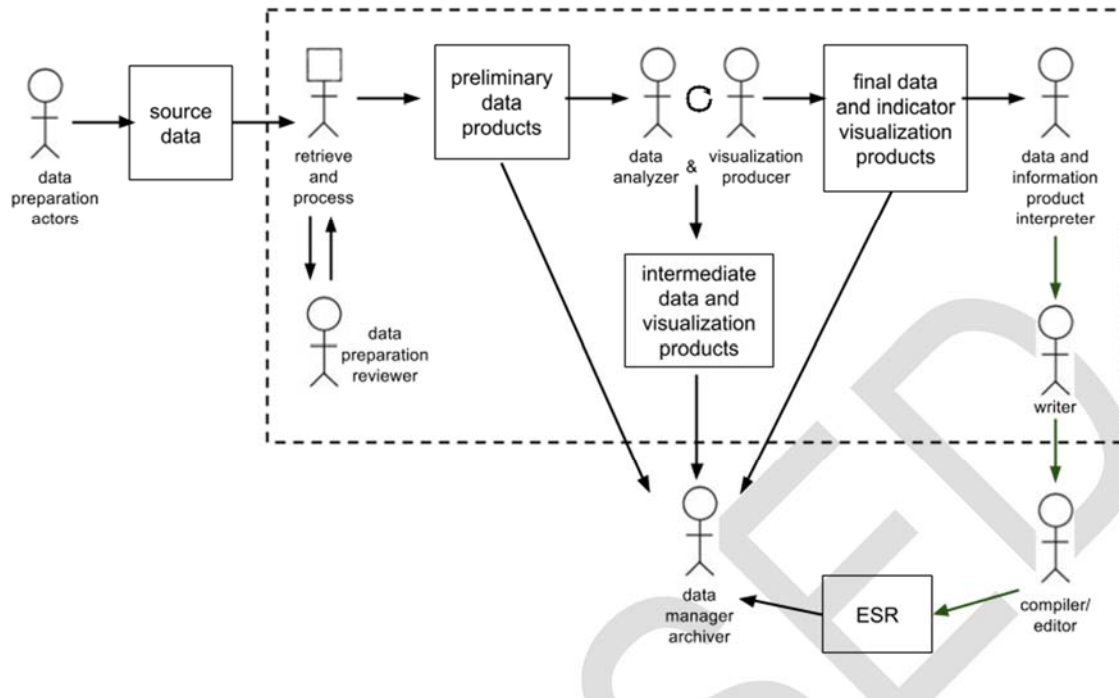 data
preparation
actors
source
data
retrieve
and
process
data
preparation
reviewer
preliminary
data
products
data
analyzer
&
visualization
producer
intermediate
data and
visualization
products
final data
and indicator
visualization
products
data and
information
product
interpreter
writer
compiler/
editor
ESR
data
manager
archiver
SED